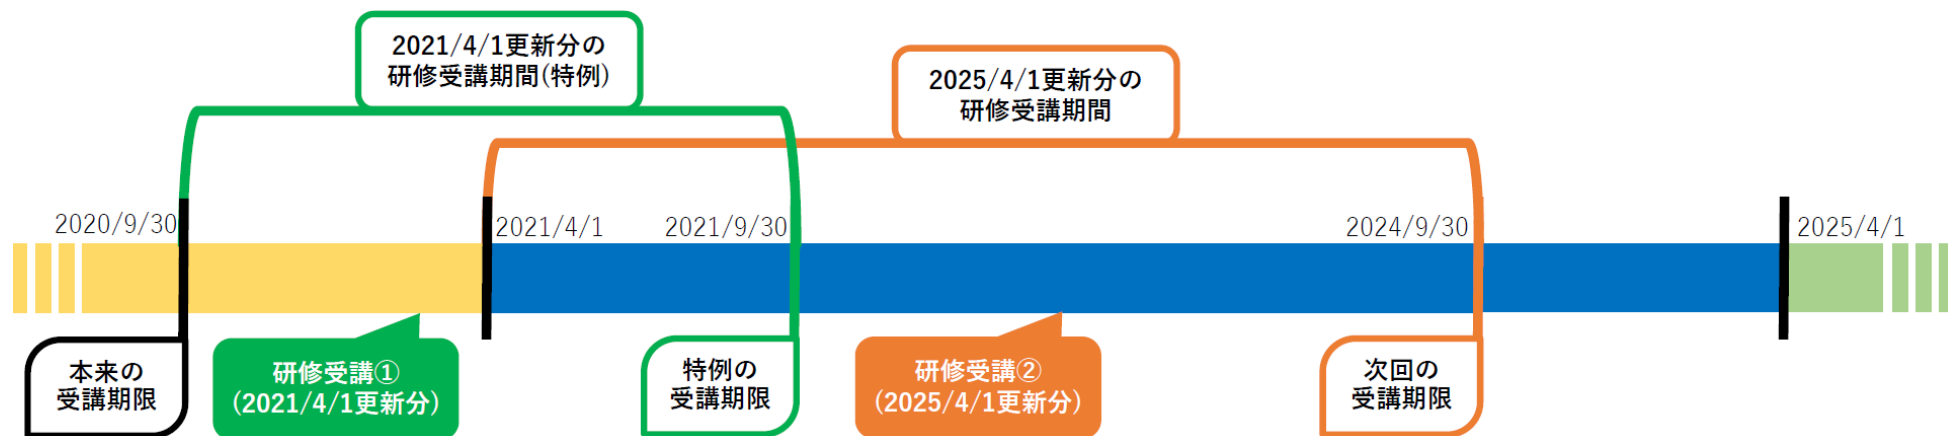 2021/4/1更新分の
研修受講期間(特例)
2025/4/1更新分の
研修受講期間
2020/9/30
2021/4/1
2021/9/30
2024/9/30
2025/4/1
本来の
受講期限
研修受講①
(2021/4/1更新分)
特例の
受講期限
研修受講②
(2025/4/1更新分)
次回の
受講期限